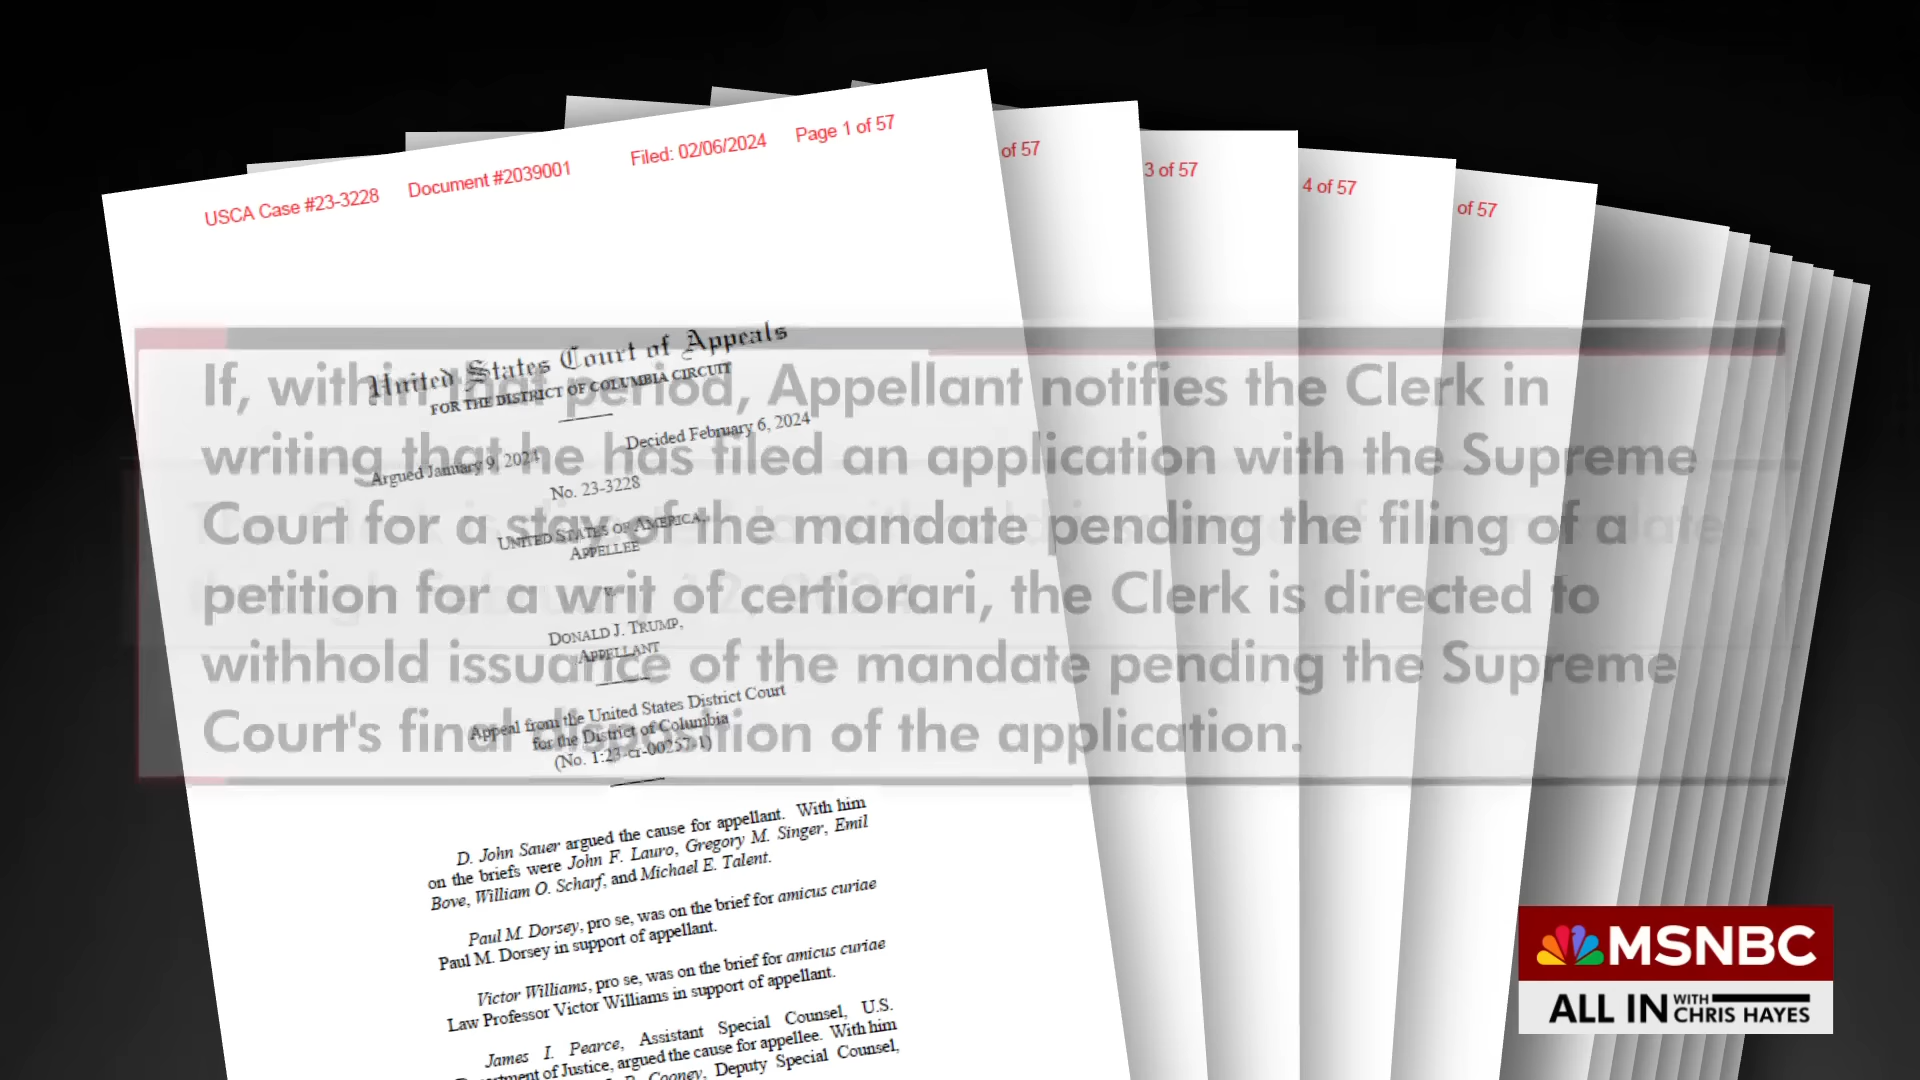 USCA Case #23-3228 Document #2039001 Filed: 02/06/2024 Page 1 of 57
of 57
3 of 57
4 of 57
of 57
United States Court of Appeals
FOR THE DISTRICT OF COLUMBIA CIRCUIT
Argued January 9, 2024 Decided February 6, 2024
No. 23-3228
UNITED STATES OF AMERICA,
APPELLEE
v.
DONALD J. TRUMP,
APPELLANT
Appeal from the United States District Court
for the District of Columbia
(No. 1:23-cr-00257-1)
If, within that period, Appellant notifies the Clerk in
writing that he has filed an application with the Supreme
Court for a stay of the mandate pending the filing of a
petition for a writ of certiorari, the Clerk is directed to
withhold issuance of the mandate pending the Supreme
Court's final disposition of the application.
D. John Sauer argued the cause for appellant. With him
on the briefs were John F. Lauro, Gregory M. Singer, Emil
Bove, William O. Scharf, and Michael E. Talent.
Paul M. Dorsey, pro se, was on the brief for amicus curiae
Paul M. Dorsey in support of appellant.
Victor Williams, pro se, was on the brief for amicus curiae
Law Professor Victor Williams in support of appellant.
James I. Pearce, Assistant Special Counsel, U.S.
of Justice, argued the cause for appellee. With him
Cooney, Deputy Special Counsel,
MSNBC
ALL IN WITH CHRIS HAYES